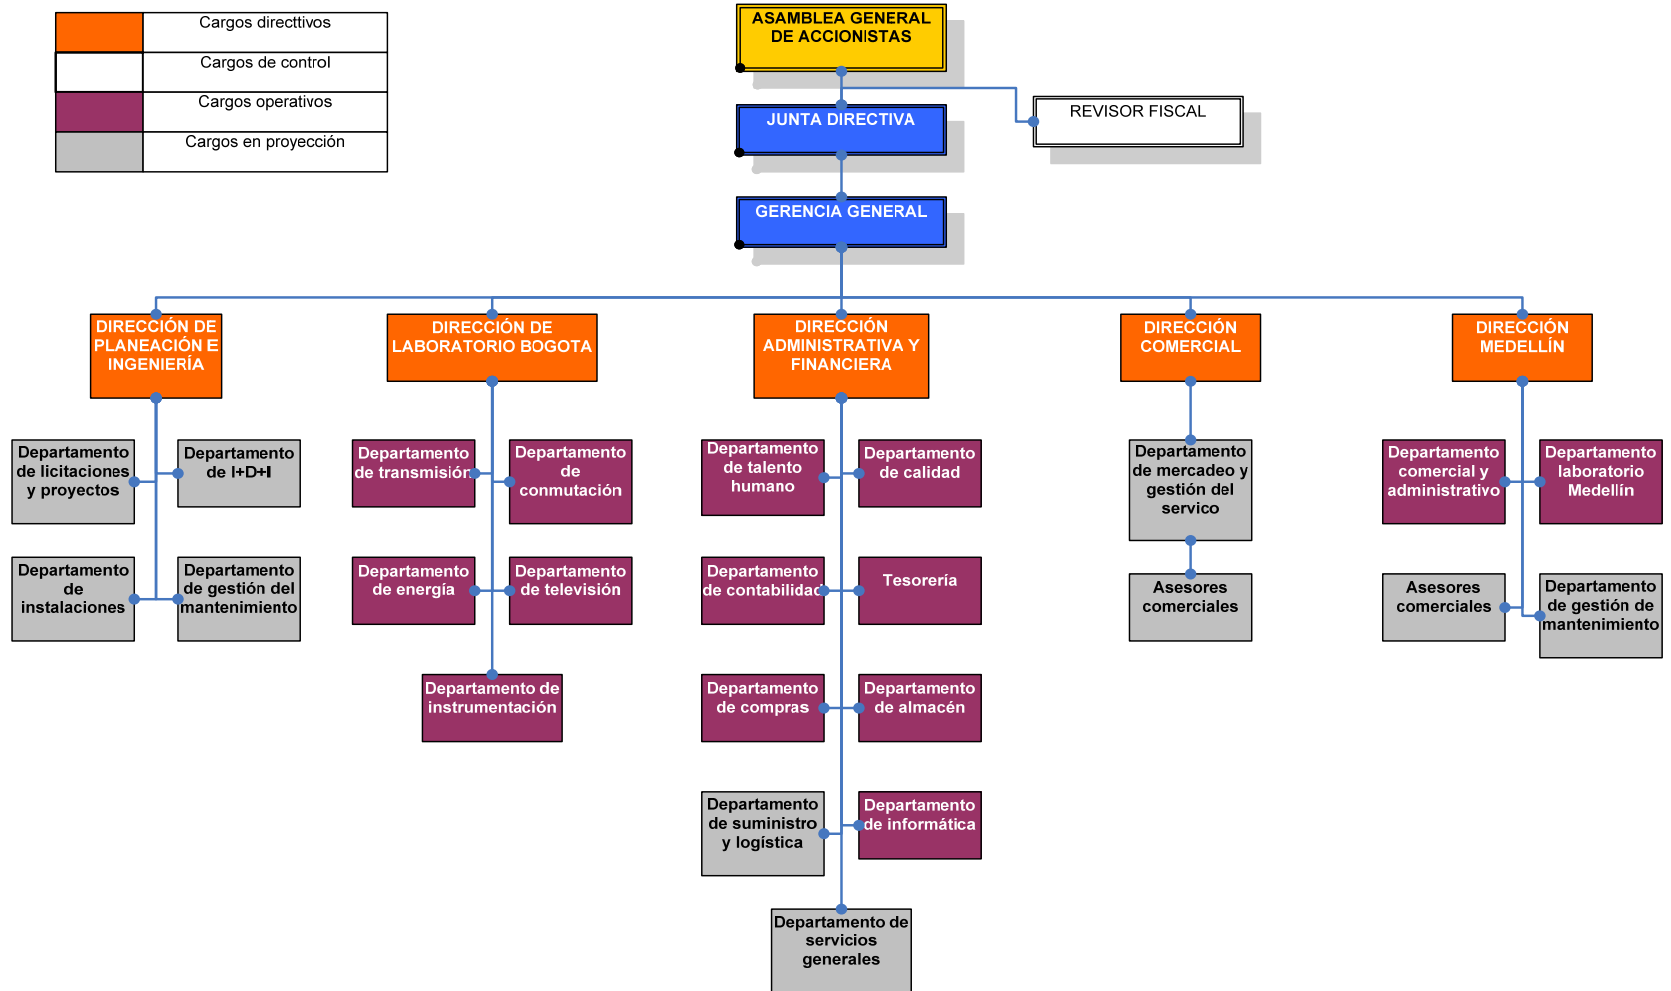 Cargos directtivos
Cargos de control
Cargos operativos
Cargos en proyección
ASAMBLEA GENERAL
DE ACCIONISTAS
JUNTA DIRECTIVA
REVISOR FISCAL
GERENCIA GENERAL
DIRECCIÓN DE
PLANEACIÓN E
INGENIERÍA
DIRECCIÓN DE
LABORATORIO BOGOTA
DIRECCIÓN
ADMINISTRATIVA Y
FINANCIERA
DIRECCIÓN
COMERCIAL
DIRECCIÓN
MEDELLÍN
Departamento
de licitaciones
y proyectos
Departamento
de I+D+I
Departamento
de
instalaciones
Departamento
de gestión del
mantenimiento
Departamento
de transmisión
Departamento
de
conmutación
Departamento
de energía
Departamento
de televisión
Departamento de
instrumentación
Departamento
de talento
humano
Departamento
de calidad
Departamento
de contabilidad
Tesorería
Departamento
de compras
Departamento
de almacén
Departamento
de suministro
y logística
Departamento
de informática
Departamento de
servicios
generales
Departamento
de mercadeo y
gestión del
servico
Asesores
comerciales
Departamento
comercial y
administrativo
Departamento
laboratorio
Medellín
Asesores
comerciales
Departamento
de gestión de
mantenimiento